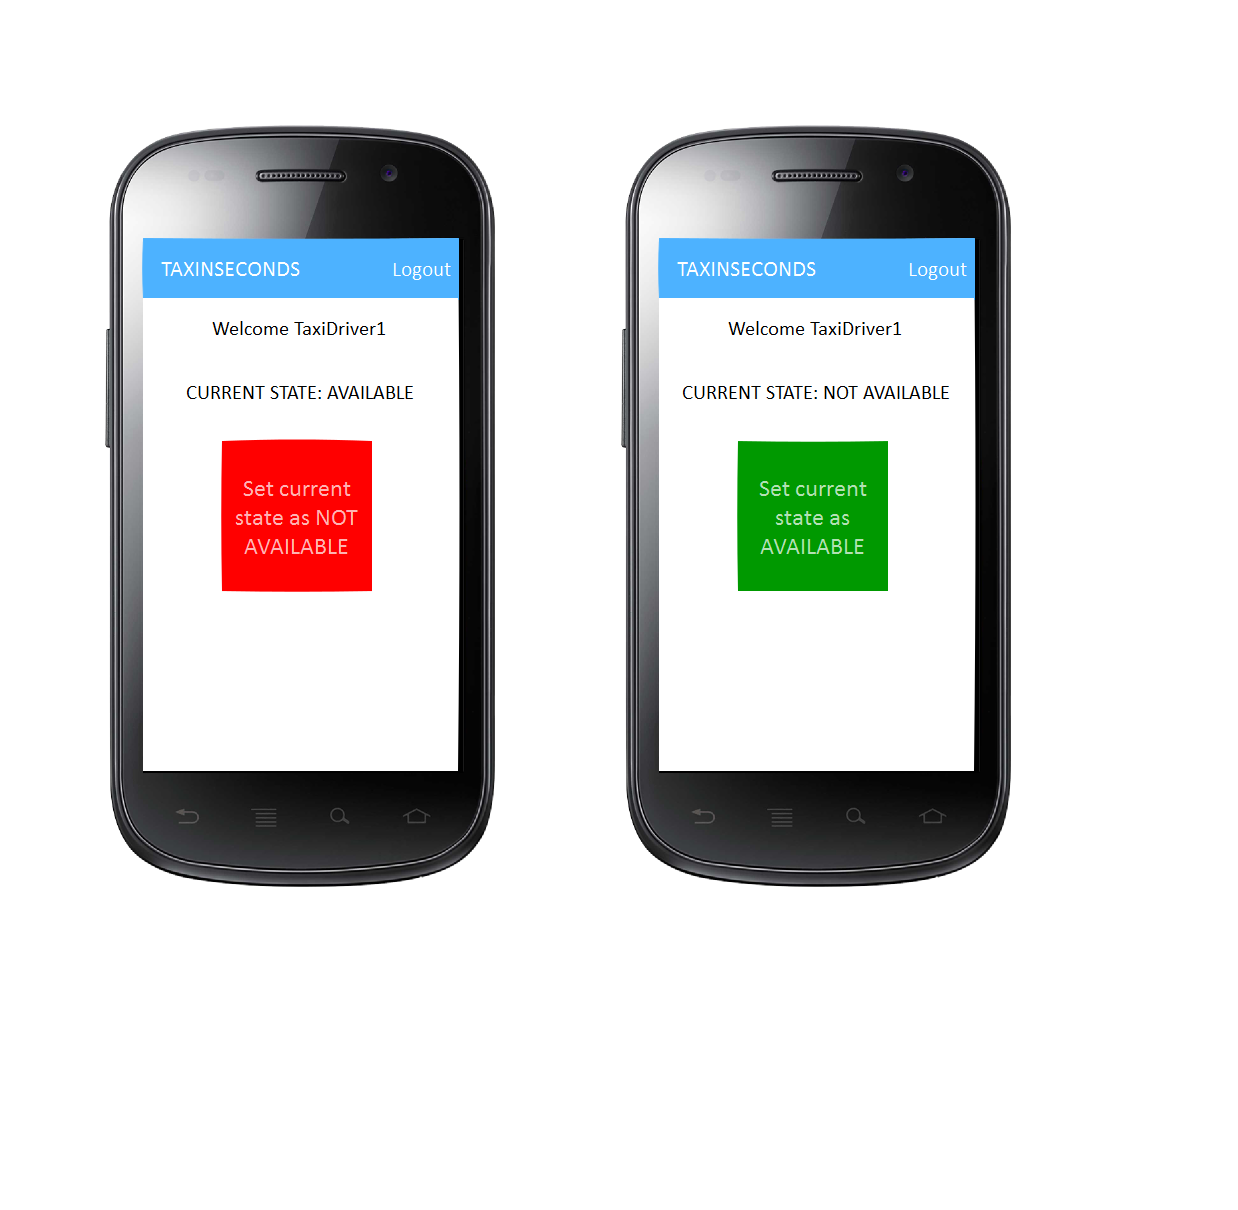 TAXINSECONDS Logout
Welcome TaxiDriver1
CURRENT STATE: AVAILABLE
Set current
state as NOT
AVAILABLE
TAXINSECONDS Logout
Welcome TaxiDriver1
CURRENT STATE: NOT AVAILABLE
Set current
state as
AVAILABLE